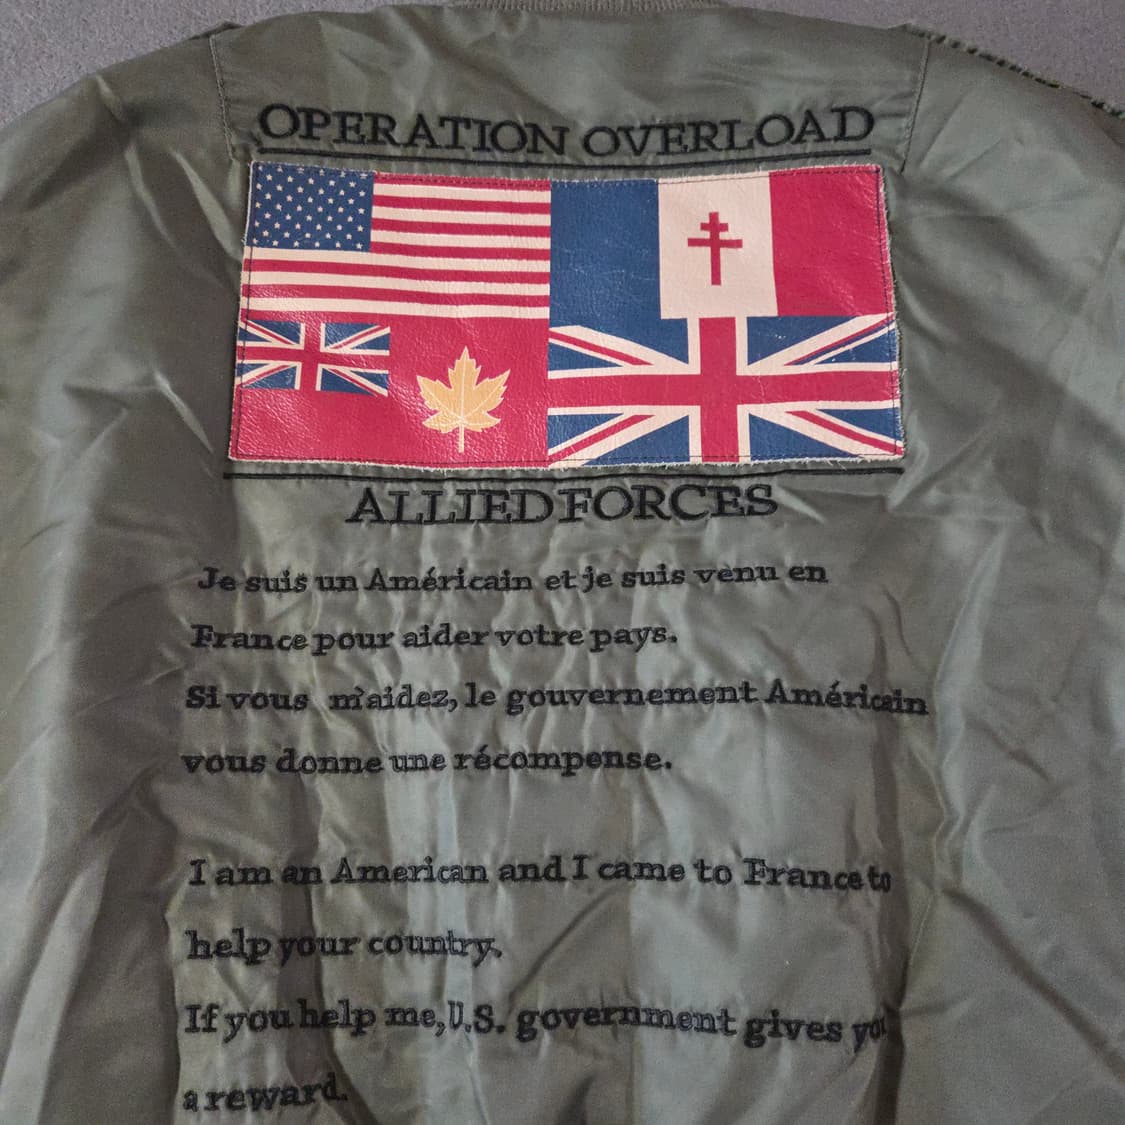 OPERATION OVERLOAD
ALLIED FORCES
Je suis un Américain et je suis venu en
France pour aider votre pays.
Si vous m'aidez, le gouvernement Américain
vous donne une récompense.
I am an American and I came to France to
help your country.
If you help me, U.S. government gives you
a reward.